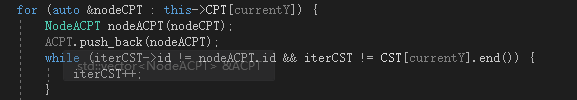 for (auto &nodeCPT : this->CPT[currentY]) {
NodeACPT nodeACPT(nodeCPT);
ACPT.push_back(nodeACPT);
while (iterCST->id != nodeACPT.id && iterCST != CST[currentY].end()) {
std::vector<NodeACPT> &ACPT
iterCST++;
}